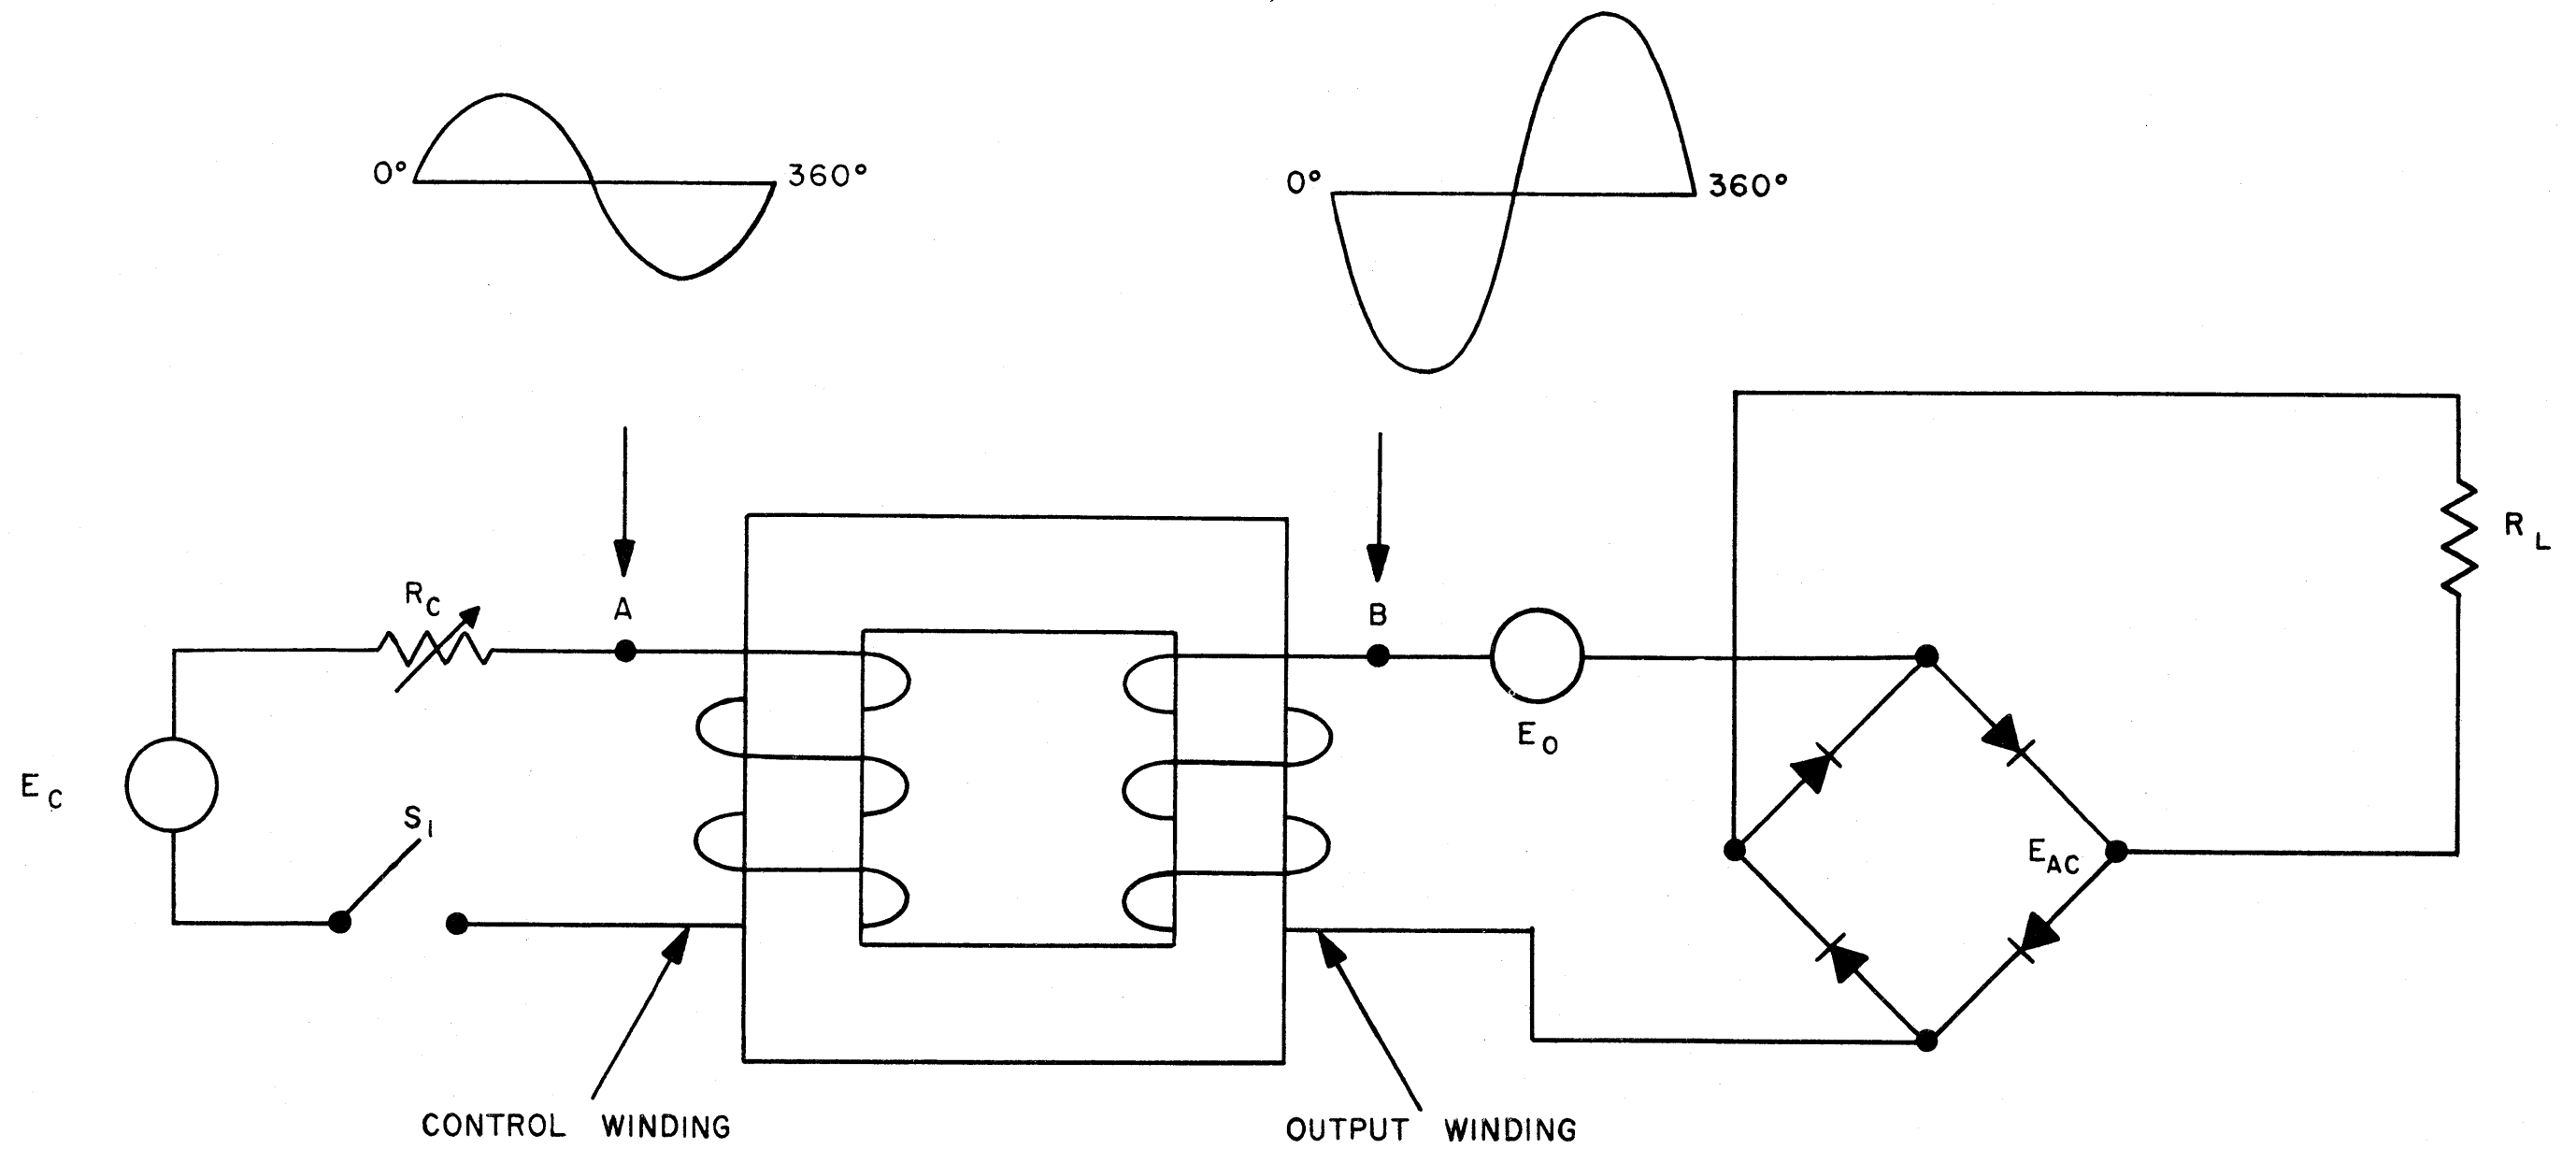 0° 360°
0° 360°
A
B
R_C
R_L
E_O
E_C
S_1
E_AC
CONTROL WINDING
OUTPUT WINDING